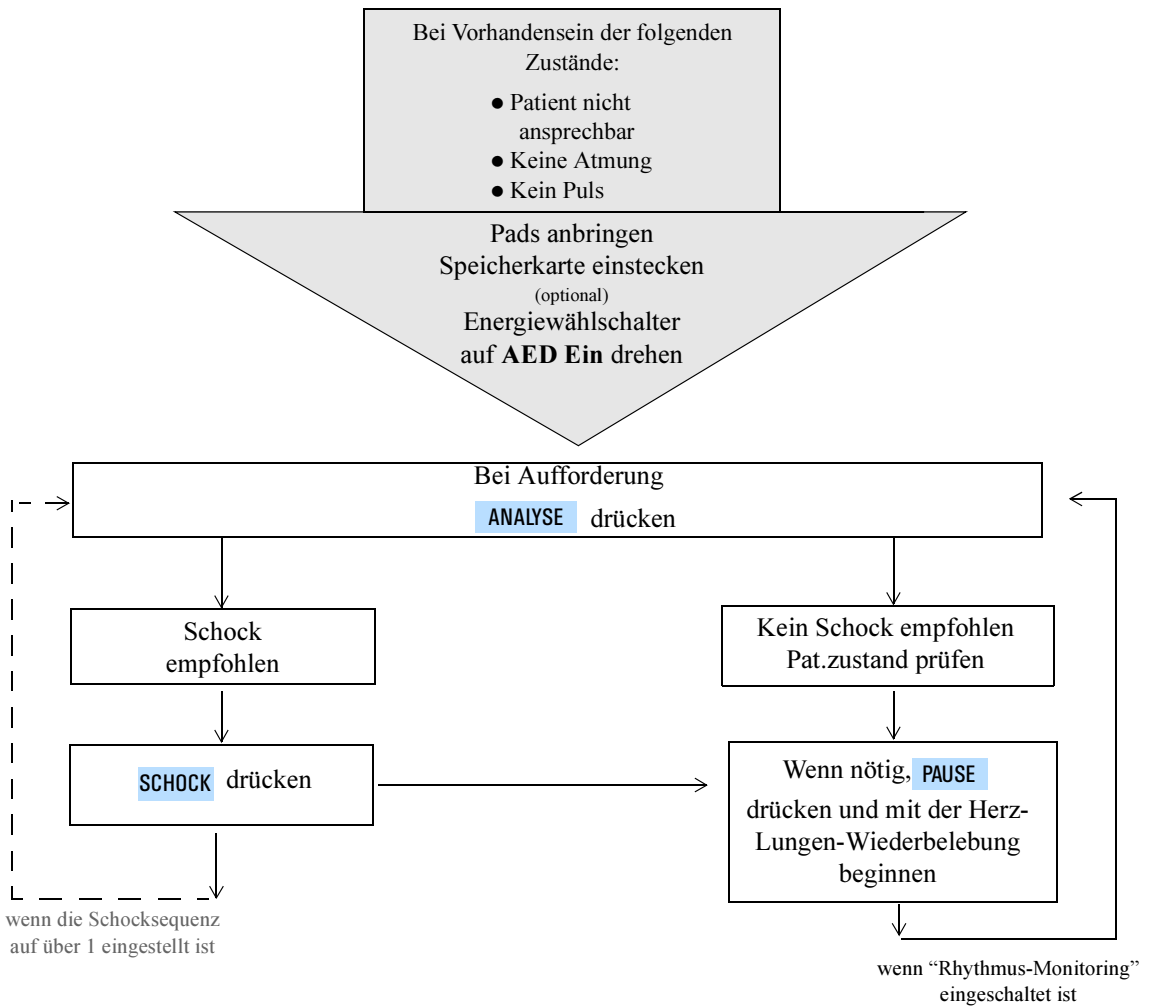 Bei Vorhandensein der folgenden
Zustände:
● Patient nicht
ansprechbar
● Keine Atmung
● Kein Puls
Pads anbringen
Speicherkarte einstecken
(optional)
Energiewählschalter
auf AED Ein drehen
Bei Aufforderung
ANALYSE drücken
Schock
empfohlen
Kein Schock empfohlen
Pat.zustand prüfen
SCHOCK drücken
Wenn nötig, PAUSE
drücken und mit der Herz-
Lungen-Wiederbelebung
beginnen
wenn die Schocksequenz
auf über 1 eingestellt ist
wenn “Rhythmus-Monitoring”
eingeschaltet ist